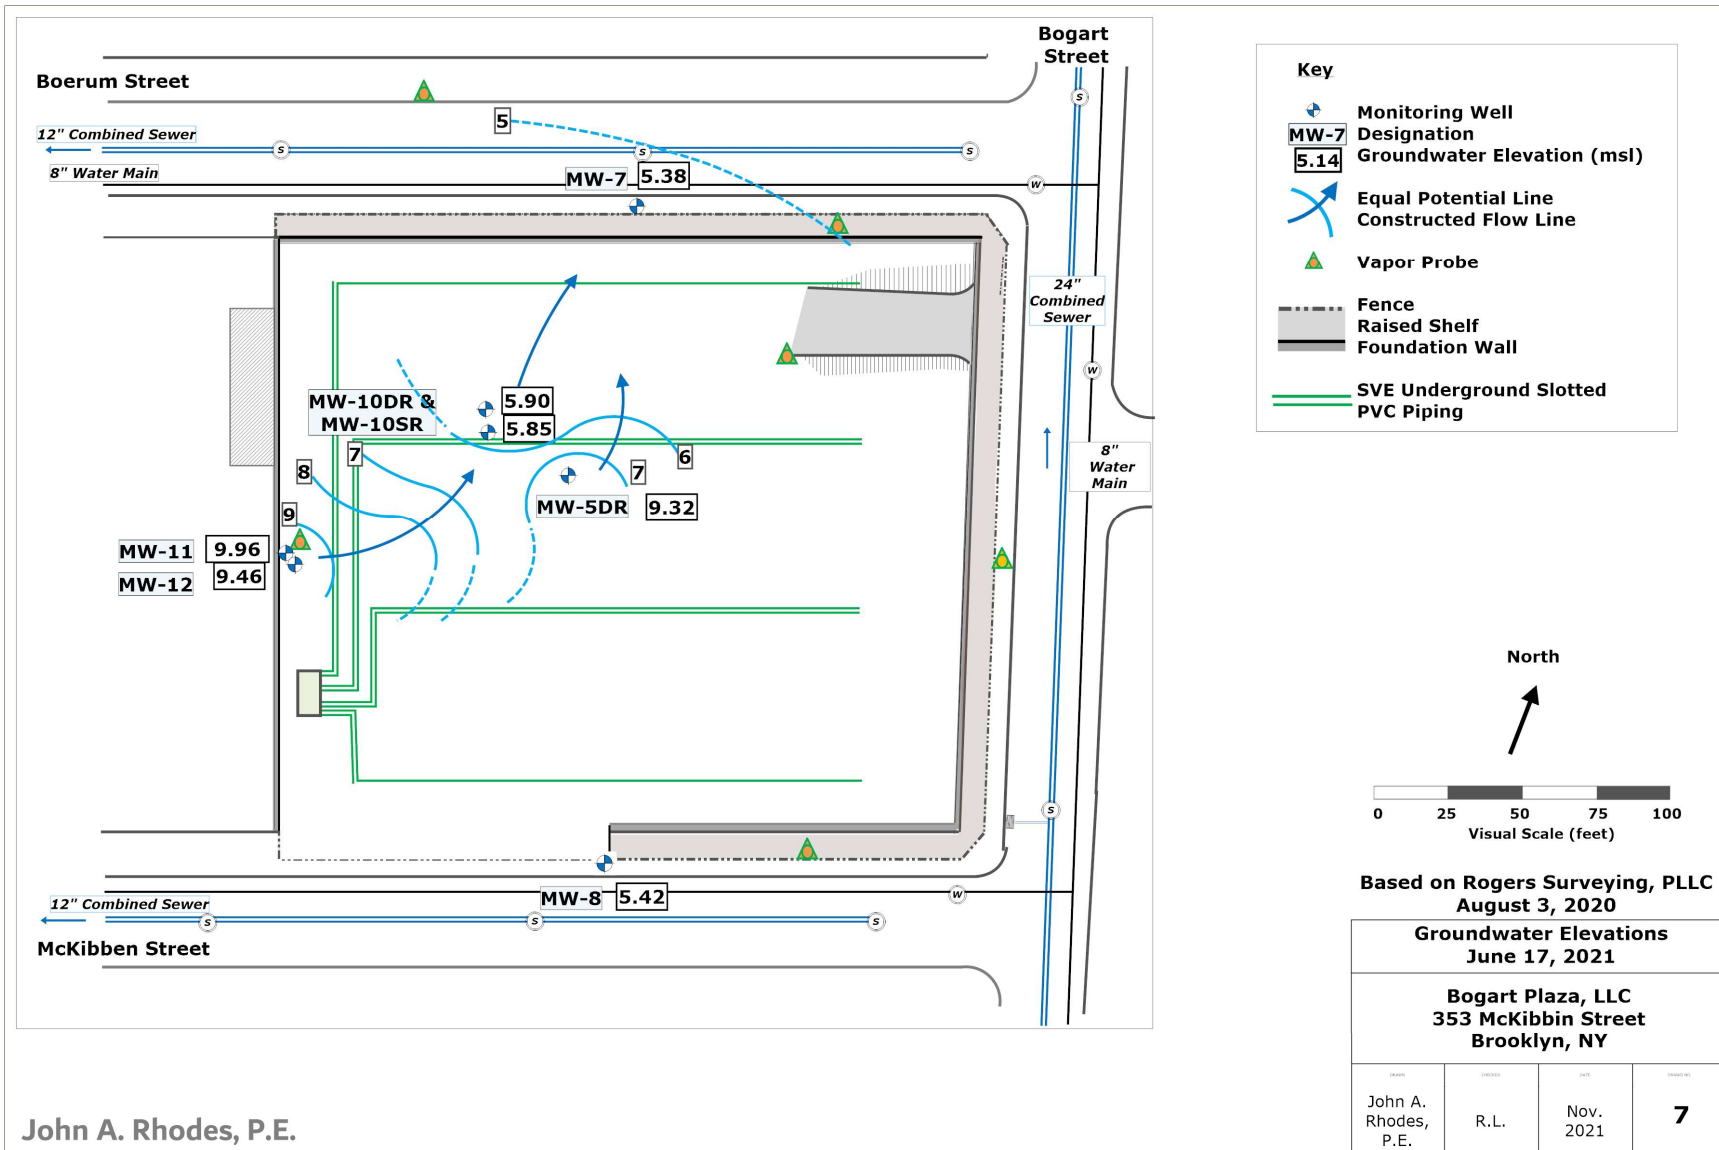 Bogart
Street
Boerum Street
5
12" Combined Sewer
S
S
S
S
8" Water Main
W
MW-7
5.38
24"
Combined
Sewer
W
MW-10DR &
MW-10SR
5.90
5.85
7
8
6
7
9
8"
Water
Main
MW-5DR
9.32
MW-11
9.96
MW-12
9.46
S
MW-8
5.42
W
12" Combined Sewer
S
S
S
McKibben Street
Key
Monitoring Well
MW-7
Designation
5.14
Groundwater Elevation (msl)
Equal Potential Line
Constructed Flow Line
Vapor Probe
Fence
Raised Shelf
Foundation Wall
SVE Underground Slotted
PVC Piping
North
0 25 50 75 100
Visual Scale (feet)
Based on Rogers Surveying, PLLC
August 3, 2020
Groundwater Elevations
June 17, 2021
Bogart Plaza, LLC
353 McKibbin Street
Brooklyn, NY
DRAWN
CHECKED
DATE
DRAWING NO.
John A.
Rhodes,
P.E.
R.L.
Nov.
2021
7
John A. Rhodes, P.E.